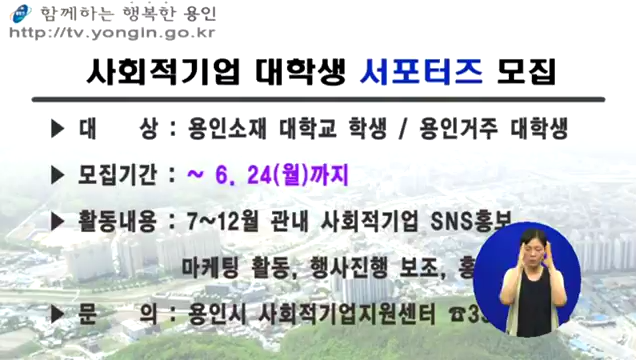 함께하는 행복한 용인
http://tv.yongin.go.kr
사회적기업 대학생 서포터즈 모집
▶ 대 상 : 용인소재 대학교 학생 / 용인거주 대학생
▶ 모집기간 : ~ 6. 24(월)까지
▶ 활동내용 : 7~12월 관내 사회적기업 SNS홍보
마케팅 활동, 행사진행 보조,
▶ 문 의 : 용인시 사회적기업지원센터 ☎